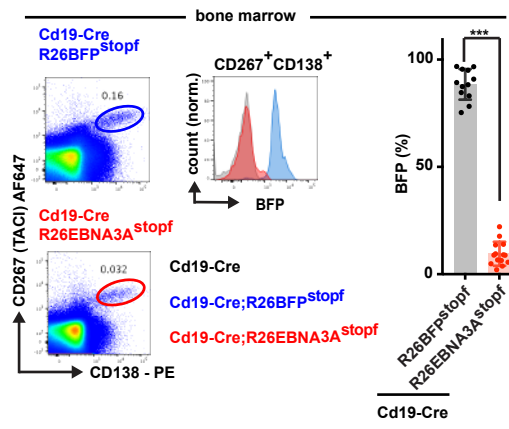 bone marrow
Cd19-Cre
R26BFPstopf
0.16
CD267+CD138+
count (norm.)
BFP
Cd19-Cre
R26EBNA3Astopf
0.032
CD267 (TACI) AF647
CD138 - PE
Cd19-Cre
Cd19-Cre;R26BFPstopf
Cd19-Cre;R26EBNA3Astopf
***
100
50
0
BFP (%)
R26BFPstopf
R26EBNA3Astopf
Cd19-Cre